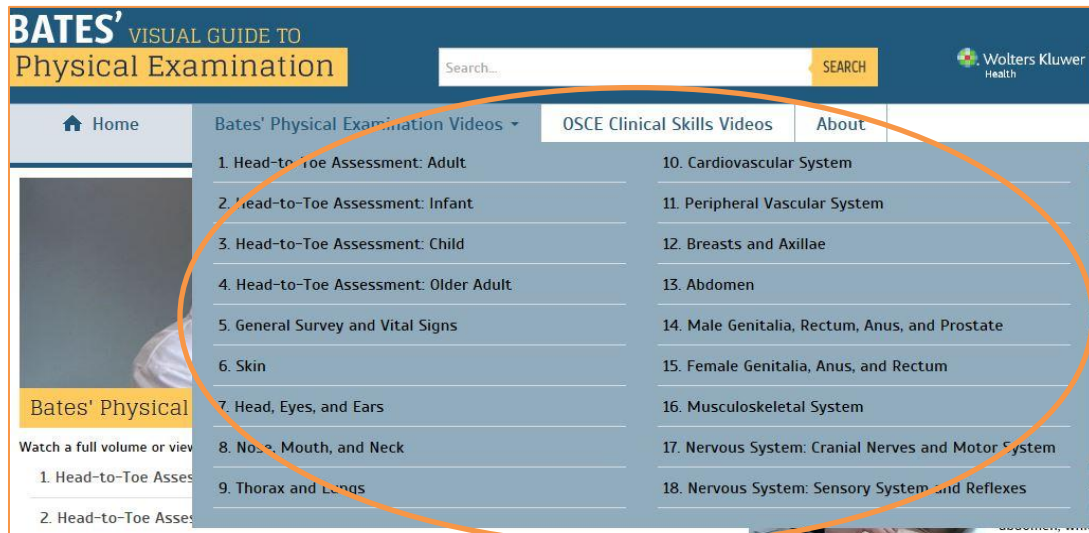 BATES' VISUAL GUIDE TO
Physical Examination
Search...
SEARCH
Wolters Kluwer
Health
Home
Bates' Physical Examination Videos
OSCE Clinical Skills Videos
About
1. Head-to-Toe Assessment: Adult
2. Head-to-Toe Assessment: Infant
3. Head-to-Toe Assessment: Child
4. Head-to-Toe Assessment: Older Adult
5. General Survey and Vital Signs
6. Skin
7. Head, Eyes, and Ears
8. Nose, Mouth, and Neck
9. Thorax and Lungs
10. Cardiovascular System
11. Peripheral Vascular System
12. Breasts and Axillae
13. Abdomen
14. Male Genitalia, Rectum, Anus, and Prostate
15. Female Genitalia, Anus, and Rectum
16. Musculoskeletal System
17. Nervous System: Cranial Nerves and Motor System
18. Nervous System: Sensory System and Reflexes
Bates' Physical
Watch a full volume or view
1. Head-to-Toe Asses
2. Head-to-Toe Asses